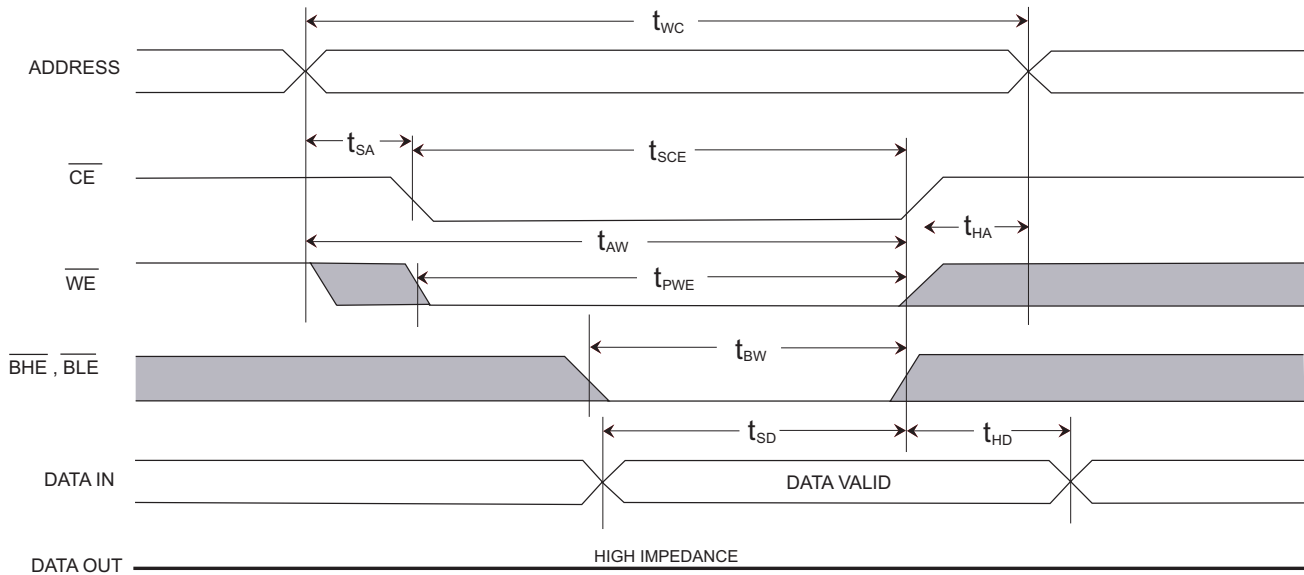 tWC
ADDRESS
tSA
tSCE
CE
tHA
tAW
WE
tPWE
BHE , BLE
tBW
tSD
tHD
DATA IN
DATA VALID
HIGH IMPEDANCE
DATA OUT